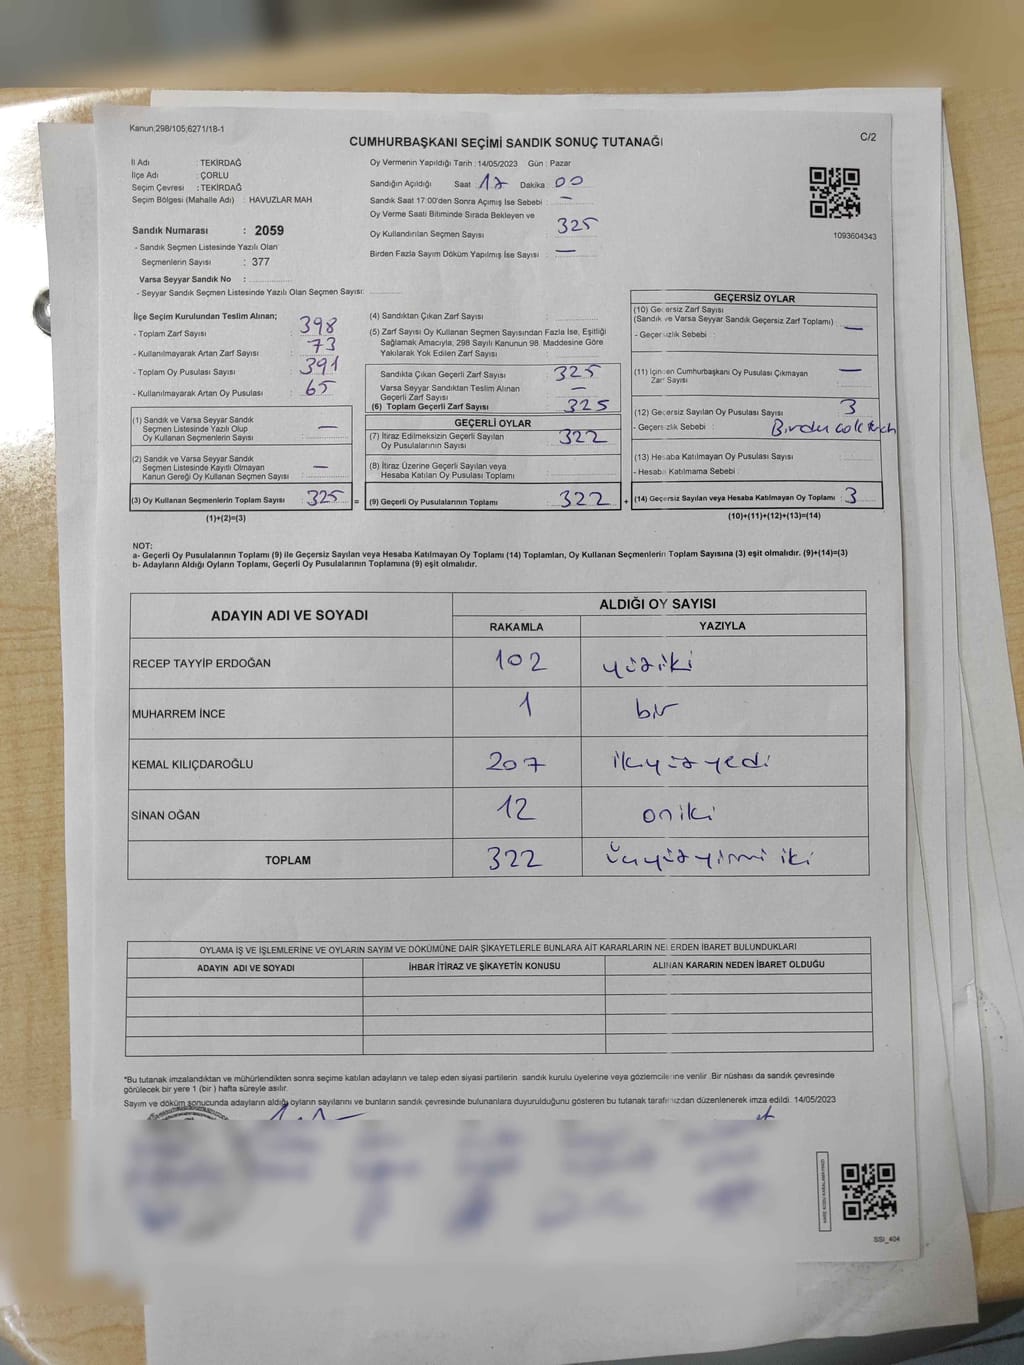 Kanun;298/105;6271/18-1
CUMHURBAŞKANI SEÇİMİ SANDIK SONUÇ TUTANAĞI
C/2
İl Adı : TEKİRDAĞ
İlçe Adı : ÇORLU
Seçim Çevresi : TEKİRDAĞ
Seçim Bölgesi (Mahalle Adı) : HAVUZLAR MAH
Sandık Numarası : 2059
- Sandık Seçmen Listesinde Yazılı Olan
Seçmenlerin Sayısı : 377
Varsa Seyyar Sandık No :
- Seyyar Sandık Seçmen Listesinde Yazılı Olan Seçmen Sayısı:
Oy Vermenin Yapıldığı Tarih : 14/05/2023 Gün : Pazar
Sandığın Açıldığı Saat 17 Dakika : 00
Sandık Saat 17:00'den Sonra Açımış İse Sebebi : —
Oy Verme Saati Bitiminde Sırada Bekleyen ve
Oy Kullandırılan Seçmen Sayısı : 325
Birden Fazla Sayım Döküm Yapılmış İse Sayısı : —
1093604343
İlçe Seçim Kurulundan Teslim Alınan;
- Toplam Zarf Sayısı : 398
- Kullanılmayarak Artan Zarf Sayısı : 73
- Toplam Oy Pusulası Sayısı : 391
- Kullanılmayarak Artan Oy Pusulası : 65
(1) Sandık ve Varsa Seyyar Sandık
Seçmen Listesinde Yazılı Olup
Oy Kullanan Seçmenlerin Sayısı : —
(2) Sandık ve Varsa Seyyar Sandık
Seçmen Listesinde Kayıtlı Olmayan
Kanun Gereği Oy Kullanan Seçmen Sayısı : —
(3) Oy Kullanan Seçmenlerin Toplam Sayısı : 325
(1)+(2)=(3)
=
(4) Sandıktan Çıkan Zarf Sayısı :
(5) Zarf Sayısı Oy Kullanan Seçmen Sayısından Fazla İse, Eşitliği
Sağlamak Amacıyla, 298 Sayılı Kanunun 98. Maddesine Göre
Yakılarak Yok Edilen Zarf Sayısı :
Sandıkta Çıkan Geçerli Zarf Sayısı : 325
Varsa Seyyar Sandıktan Teslim Alınan
Geçerli Zarf Sayısı : —
(6) Toplam Geçerli Zarf Sayısı : 325
GEÇERLİ OYLAR
(7) İtiraz Edilmeksizin Geçerli Sayılan
Oy Pusulalarının Sayısı : 322
(8) İtiraz Üzerine Geçerli Sayılan veya
Hesaba Katılan Oy Pusulası Toplamı :
(9) Geçerli Oy Pusulalarının Toplamı : 322
+
GEÇERSİZ OYLAR
(10) Geçersiz Zarf Sayısı
(Sandık ve Varsa Seyyar Sandık Geçersiz Zarf Toplamı) : —
- Geçersizlik Sebebi :
(11) İçinden Cumhurbaşkanı Oy Pusulası Çıkmayan
Zarf Sayısı : —
(12) Geçersiz Sayılan Oy Pusulası Sayısı : 3
- Geçersizlik Sebebi :
(13) Hesaba Katılmayan Oy Pusulası Sayısı :
- Hesaba Katılmama Sebebi :
(14) Geçersiz Sayılan veya Hesaba Katılmayan Oy Toplamı : 3
(10)+(11)+(12)+(13)=(14)
NOT:
a- Geçerli Oy Pusulalarının Toplamı (9) ile Geçersiz Sayılan veya Hesaba Katılmayan Oy Toplamı (14) Toplamları, Oy Kullanan Seçmenlerin Toplam Sayısına (3) eşit olmalıdır. (9)+(14)=(3)
b- Adayların Aldığı Oyların Toplamı, Geçerli Oy Pusulalarının Toplamına (9) eşit olmalıdır.
ADAYIN ADI VE SOYADI
ALDIĞI OY SAYISI
RAKAMLA YAZIYLA
RECEP TAYYİP ERDOĞAN 102 yüziki
MUHARREM İNCE 1 bir
KEMAL KILIÇDAROĞLU 207 ikiyüzyedi
SİNAN OĞAN 12 oniki
TOPLAM 322 üçyüzyirmi iki
OYLAMA İŞ VE İŞLEMLERİNE VE OYLARIN SAYIM VE DÖKÜMÜNE DAİR ŞİKAYETLERLE BUNLARA AİT KARARLARIN NELERDEN İBARET BULUNDUKLARI
ADAYIN ADI VE SOYADI İHBAR İTİRAZ VE ŞİKAYETİN KONUSU ALINAN KARARIN NEDEN İBARET OLDUĞU
*Bu tutanak imzalandıktan ve mühürlendikten sonra seçime katılan adayların ve talep eden siyasi partilerin sandık kurulu üyelerine veya gözlemcilerine verilir. Bir nüshası da sandık çevresinde
görülecek bir yere 1 (bir) hafta süreyle asılır.
Sayım ve döküm sonucunda adayların aldığı oyların sayılarını ve bunların sandık çevresinde bulunanlara duyurulduğunu gösteren bu tutanak tarafımızdan düzenlenerek imza edildi. 14/05/2023
SSI_404